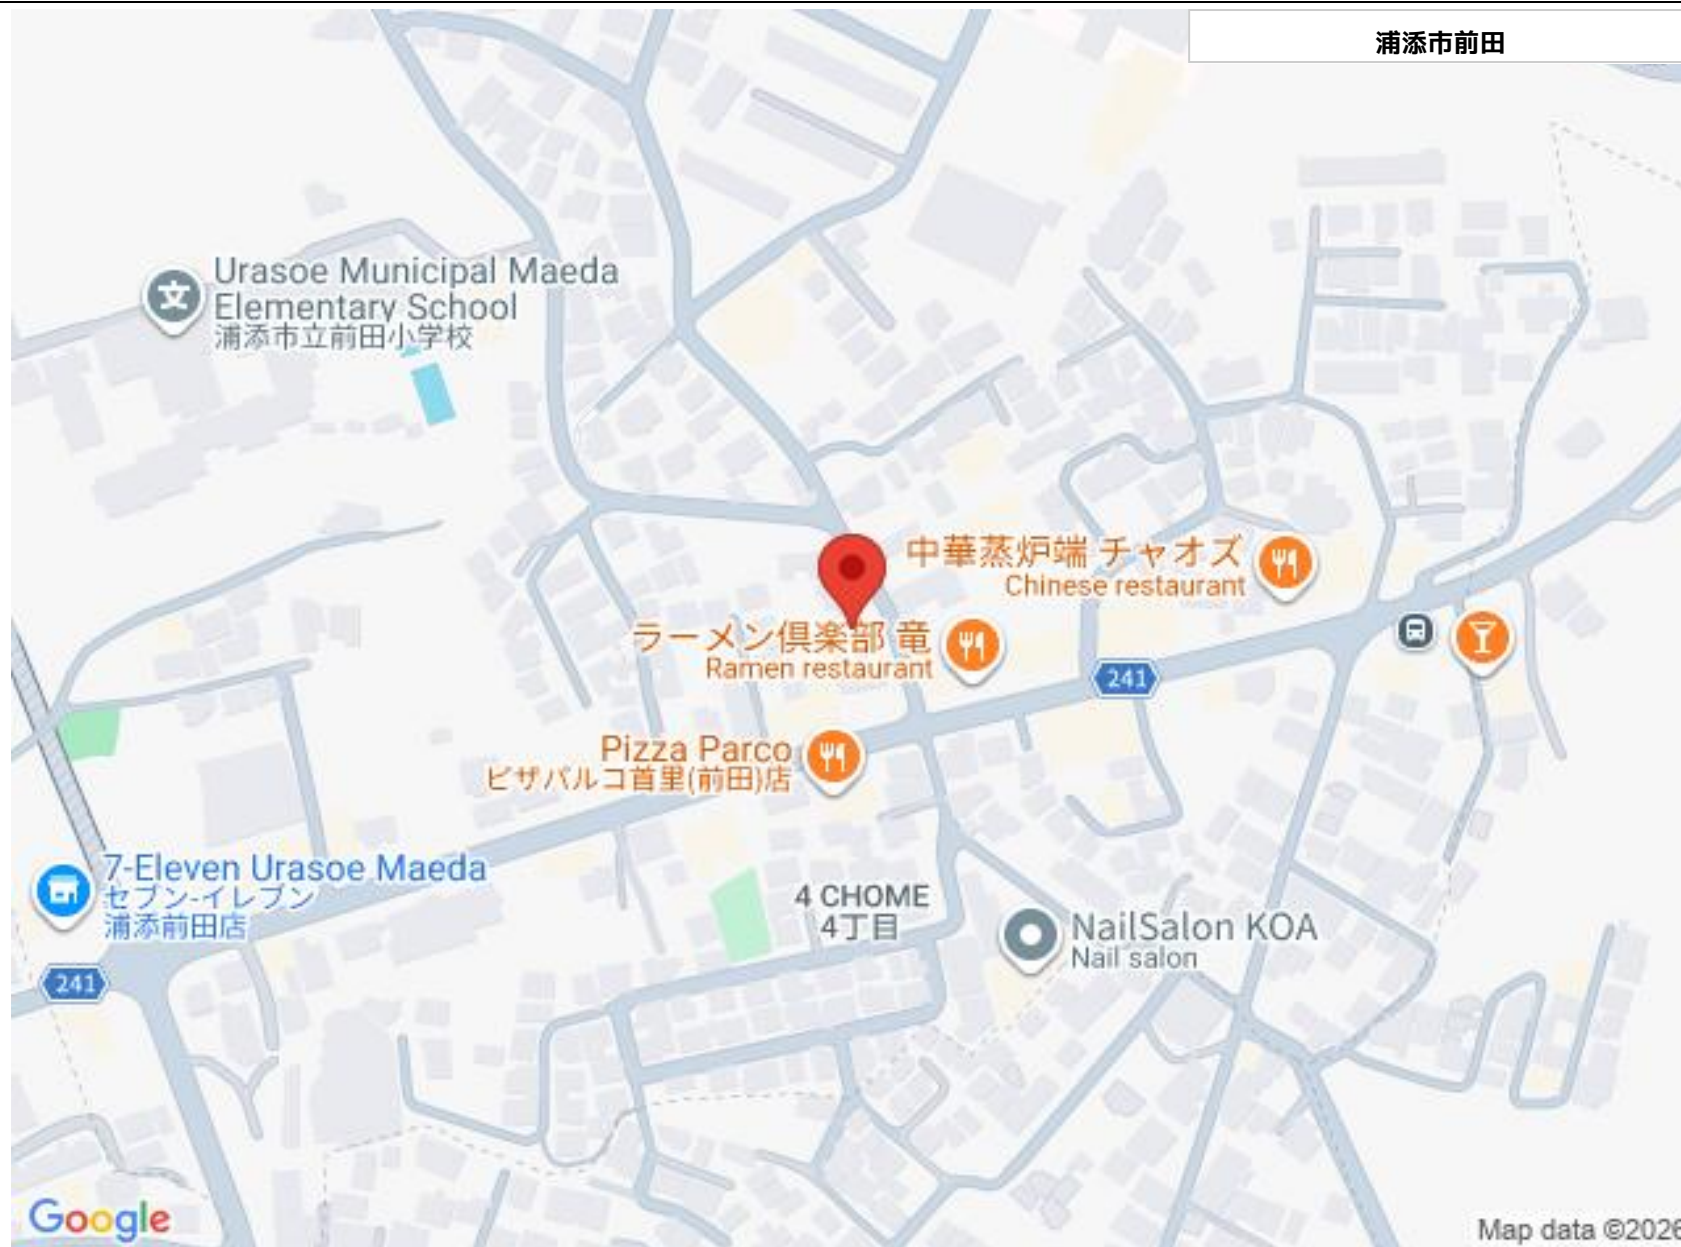 浦添市前田
Urasoe Municipal Maeda
Elementary School
浦添市立前田小学校
文
中華蒸炉端 チャオズ
Chinese restaurant
ラーメン倶楽部 竜
Ramen restaurant
241
Pizza Parco
ピザパルコ首里(前田)店
7-Eleven Urasoe Maeda
セブン-イレブン
浦添前田店
4 CHOME
4丁目
NailSalon KOA
Nail salon
241
Google
Map data ©2026